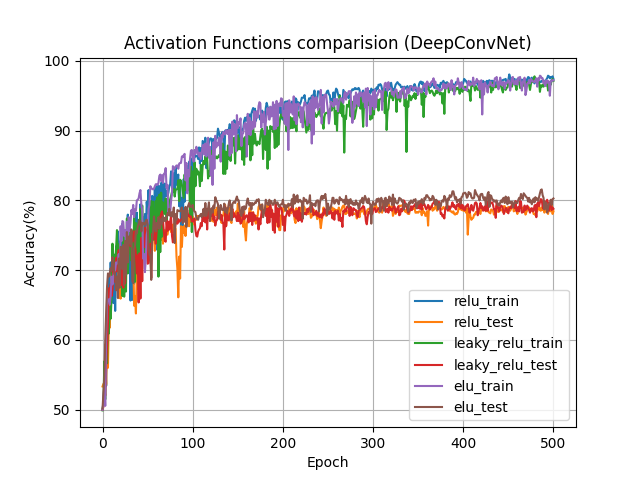 Activation Functions comparision (DeepConvNet)
Accuracy(%)
100
90
80
70
60
50
0
100
200
300
400
500
Epoch
relu_train
relu_test
leaky_relu_train
leaky_relu_test
elu_train
elu_test